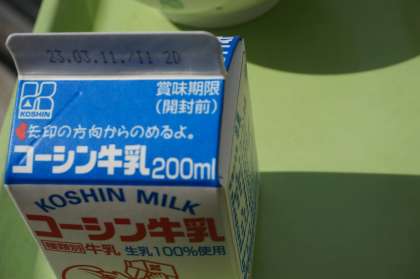 23.03.11./11 20
KOSHIN
賞味期限
(開封前)
矢印の方向からのめるよ。
コーシン牛乳200ml
KOSHIN MILK
コーシン牛乳
種類別 牛乳 生乳100%使用